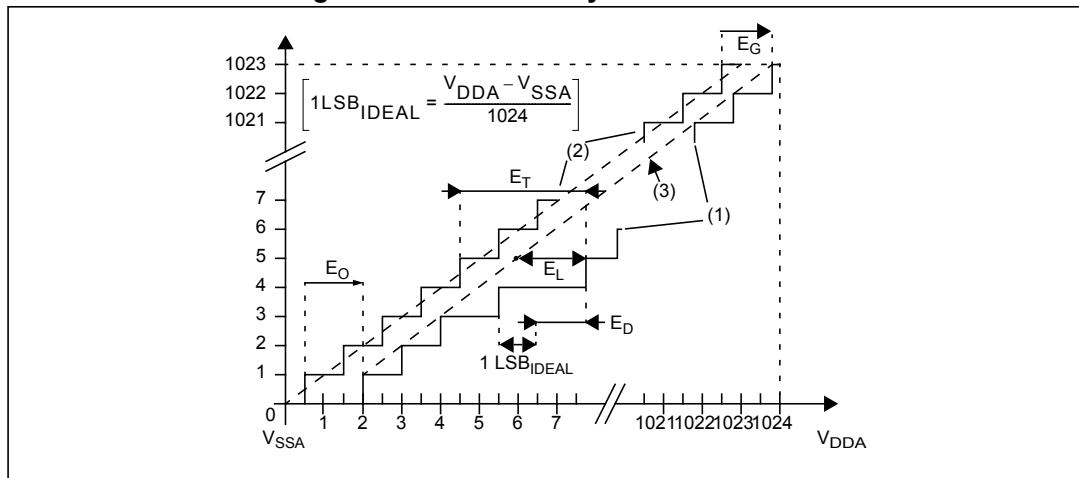 E_G
1023
1022
1021
1LSB_IDEAL = V_DDA – V_SSA
1024
(2)
(3)
(1)
E_T
7
6
5
4
3
2
1
0
E_O
E_L
E_D
1 LSB_IDEAL
1 2 3 4 5 6 7 1021 1022 1023 1024
V_SSA
V_DDA